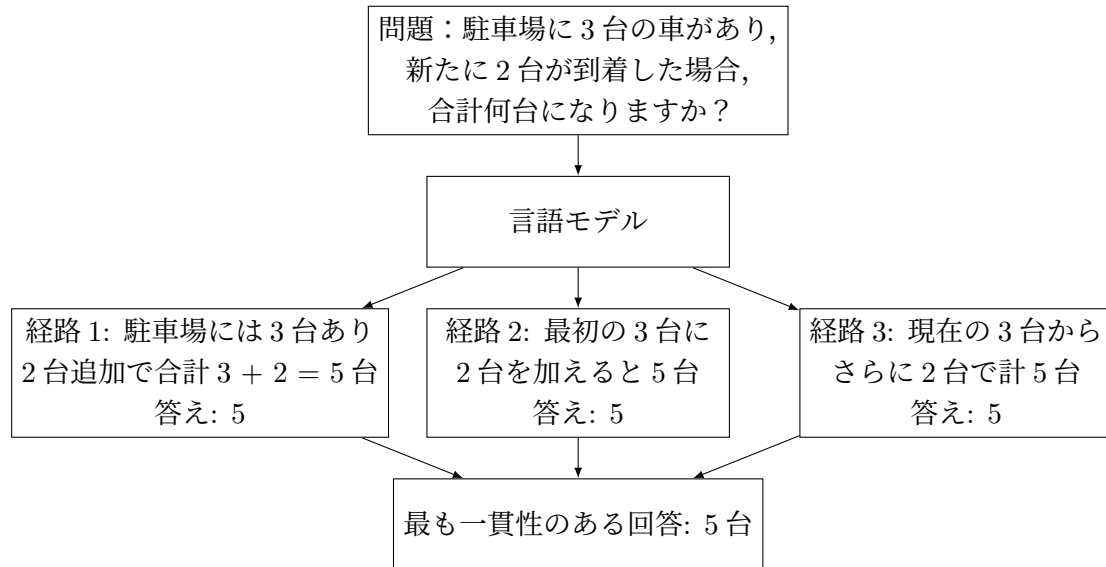 問題：駐車場に 3 台の車があり,
新たに 2 台が到着した場合,
合計何台になりますか？
言語モデル
経路 1: 駐車場には 3 台あり
2 台追加で合計 3 + 2 = 5 台
答え: 5
経路 2: 最初の 3 台に
2 台を加えると 5 台
答え: 5
経路 3: 現在の 3 台から
さらに 2 台で計 5 台
答え: 5
最も一貫性のある回答: 5 台